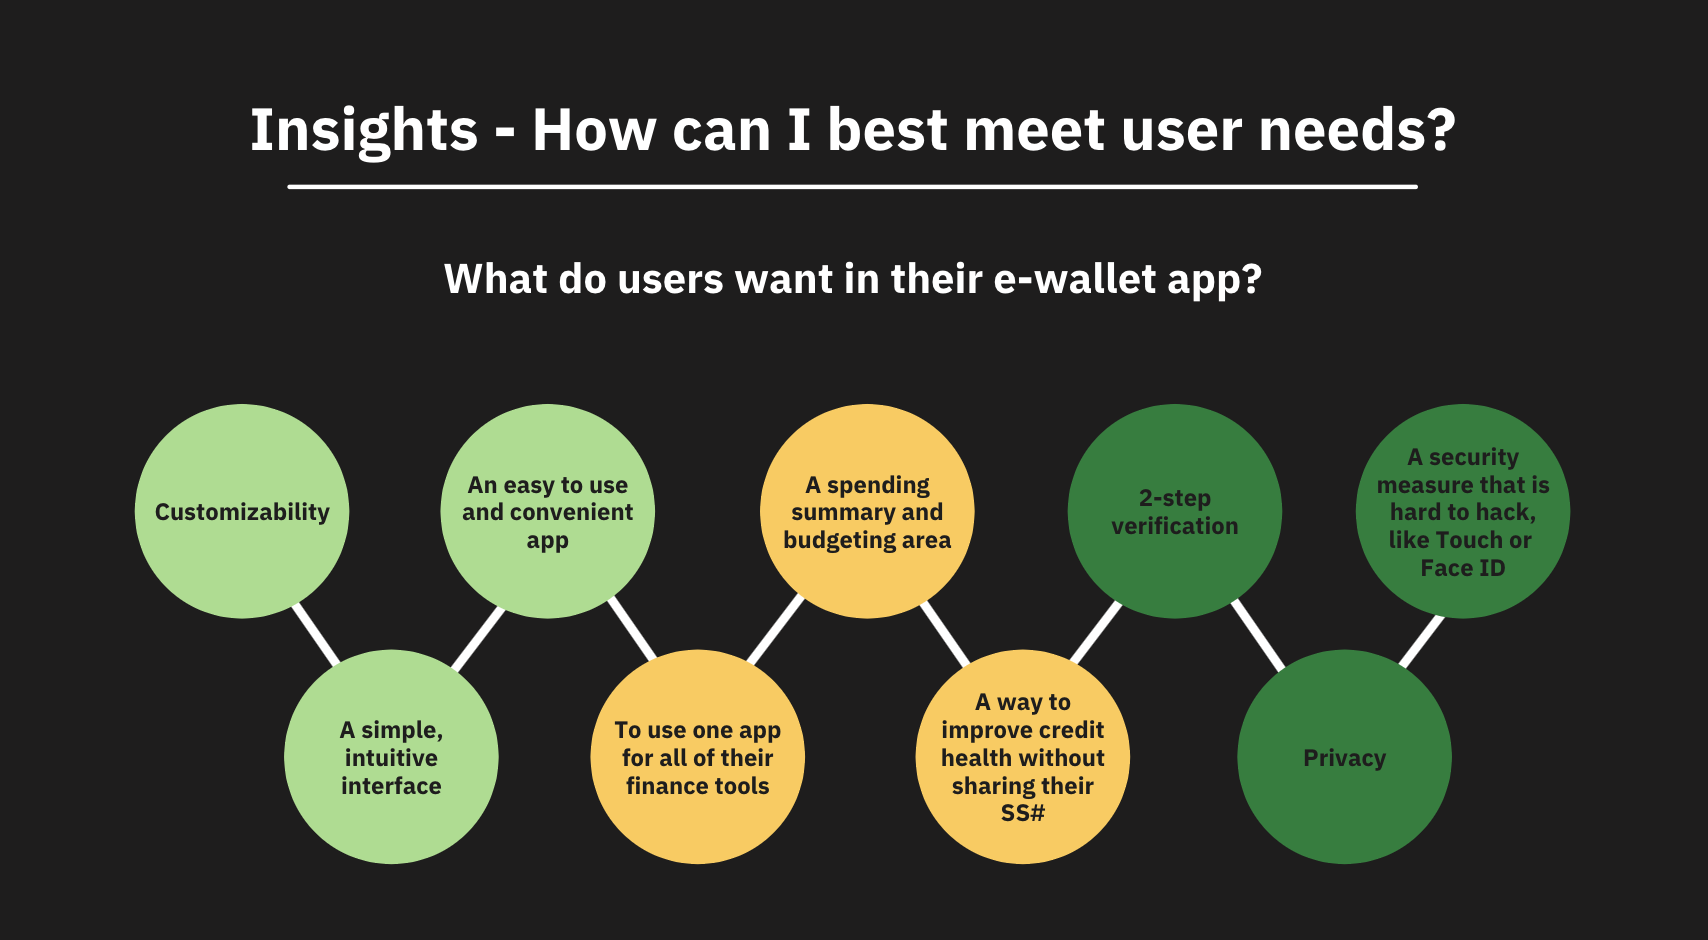 Insights - How can I best meet user needs?
What do users want in their e-wallet app?
Customizability
A simple,
intuitive
interface
An easy to use
and convenient
app
To use one app
for all of their
finance tools
A spending
summary and
budgeting area
A way to
improve credit
health without
sharing their
SS#
2-step
verification
Privacy
A security
measure that is
hard to hack,
like Touch or
Face ID